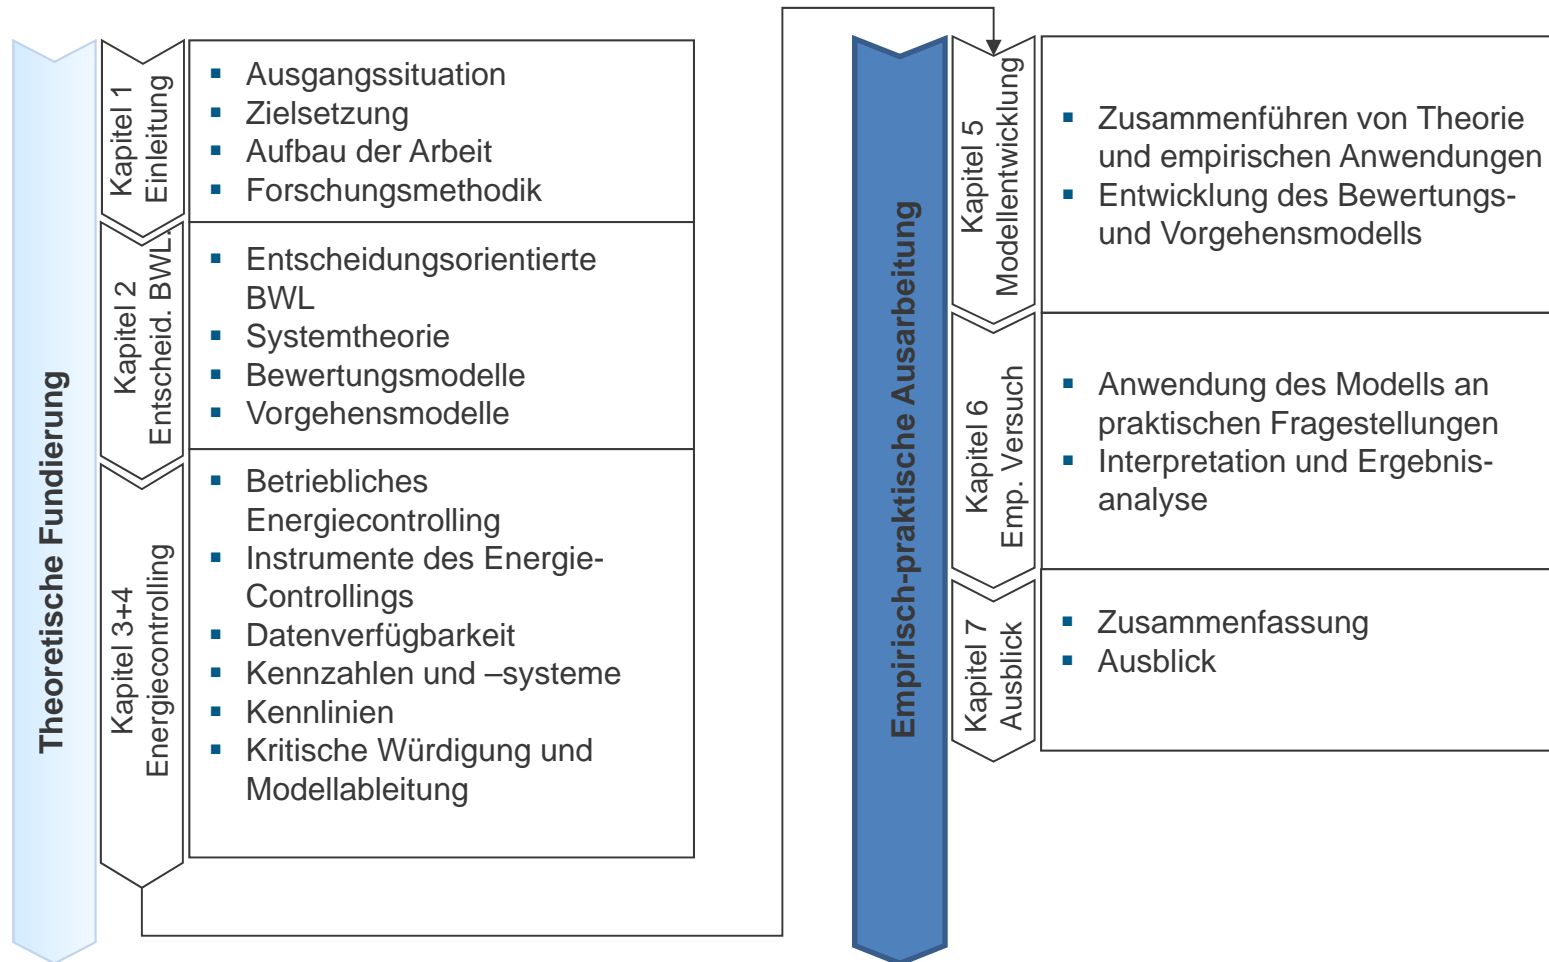 Theoretische Fundierung
Kapitel 1
Einleitung
▪ Ausgangssituation
▪ Zielsetzung
▪ Aufbau der Arbeit
▪ Forschungsmethodik
Kapitel 2
Entscheid. BWL.
▪ Entscheidungsorientierte
BWL
▪ Systemtheorie
▪ Bewertungsmodelle
▪ Vorgehensmodelle
Kapitel 3+4
Energiecontrolling
▪ Betriebliches
Energiecontrolling
▪ Instrumente des Energie-
Controllings
▪ Datenverfügbarkeit
▪ Kennzahlen und –systeme
▪ Kennlinien
▪ Kritische Würdigung und
Modellableitung
Empirisch-praktische Ausarbeitung
Kapitel 5
Modellentwicklung
▪ Zusammenführen von Theorie
und empirischen Anwendungen
▪ Entwicklung des Bewertungs-
und Vorgehensmodells
Kapitel 6
Emp. Versuch
▪ Anwendung des Modells an
praktischen Fragestellungen
▪ Interpretation und Ergebnis-
analyse
Kapitel 7
Ausblick
▪ Zusammenfassung
▪ Ausblick